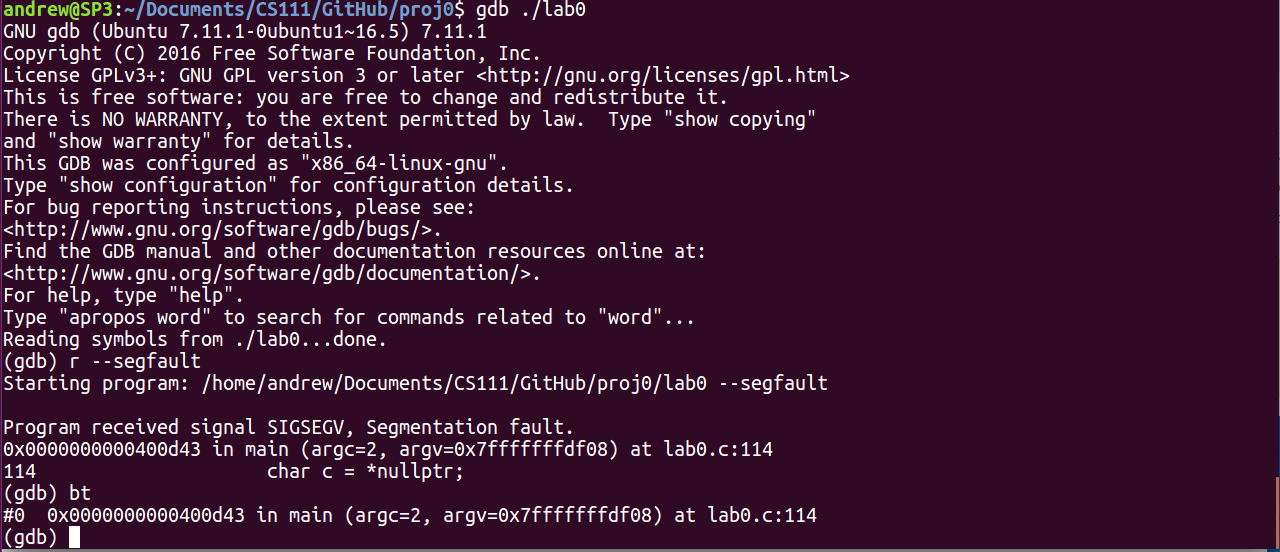 andrew@SP3:~/Documents/CS111/GitHub/proj0$ gdb ./lab0
GNU gdb (Ubuntu 7.11.1-0ubuntu1~16.5) 7.11.1
Copyright (C) 2016 Free Software Foundation, Inc.
License GPLv3+: GNU GPL version 3 or later <http://gnu.org/licenses/gpl.html>
This is free software: you are free to change and redistribute it.
There is NO WARRANTY, to the extent permitted by law.  Type "show copying"
and "show warranty" for details.
This GDB was configured as "x86_64-linux-gnu".
Type "show configuration" for configuration details.
For bug reporting instructions, please see:
<http://www.gnu.org/software/gdb/bugs/>.
Find the GDB manual and other documentation resources online at:
<http://www.gnu.org/software/gdb/documentation/>.
For help, type "help".
Type "apropos word" to search for commands related to "word"...
Reading symbols from ./lab0...done.
(gdb) r --segfault
Starting program: /home/andrew/Documents/CS111/GitHub/proj0/lab0 --segfault

Program received signal SIGSEGV, Segmentation fault.
0x0000000000400d43 in main (argc=2, argv=0x7fffffffdf08) at lab0.c:114
114                     char c = *nullptr;
(gdb) bt
#0  0x0000000000400d43 in main (argc=2, argv=0x7fffffffdf08) at lab0.c:114
(gdb)